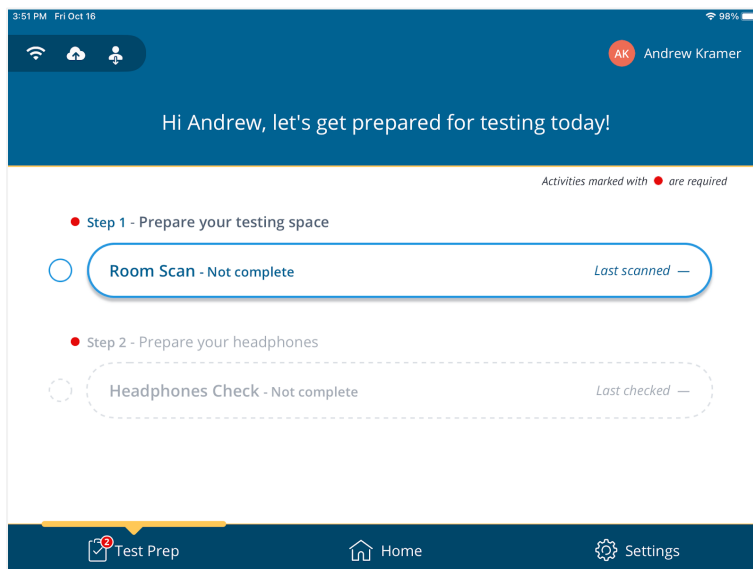 3:51 PM Fri Oct 16 98%
AK Andrew Kramer
Hi Andrew, let's get prepared for testing today!
Activities marked with ● are required
Step 1 - Prepare your testing space
Room Scan - Not complete Last scanned —
Step 2 - Prepare your headphones
Headphones Check - Not complete Last checked —
2 Test Prep Home Settings